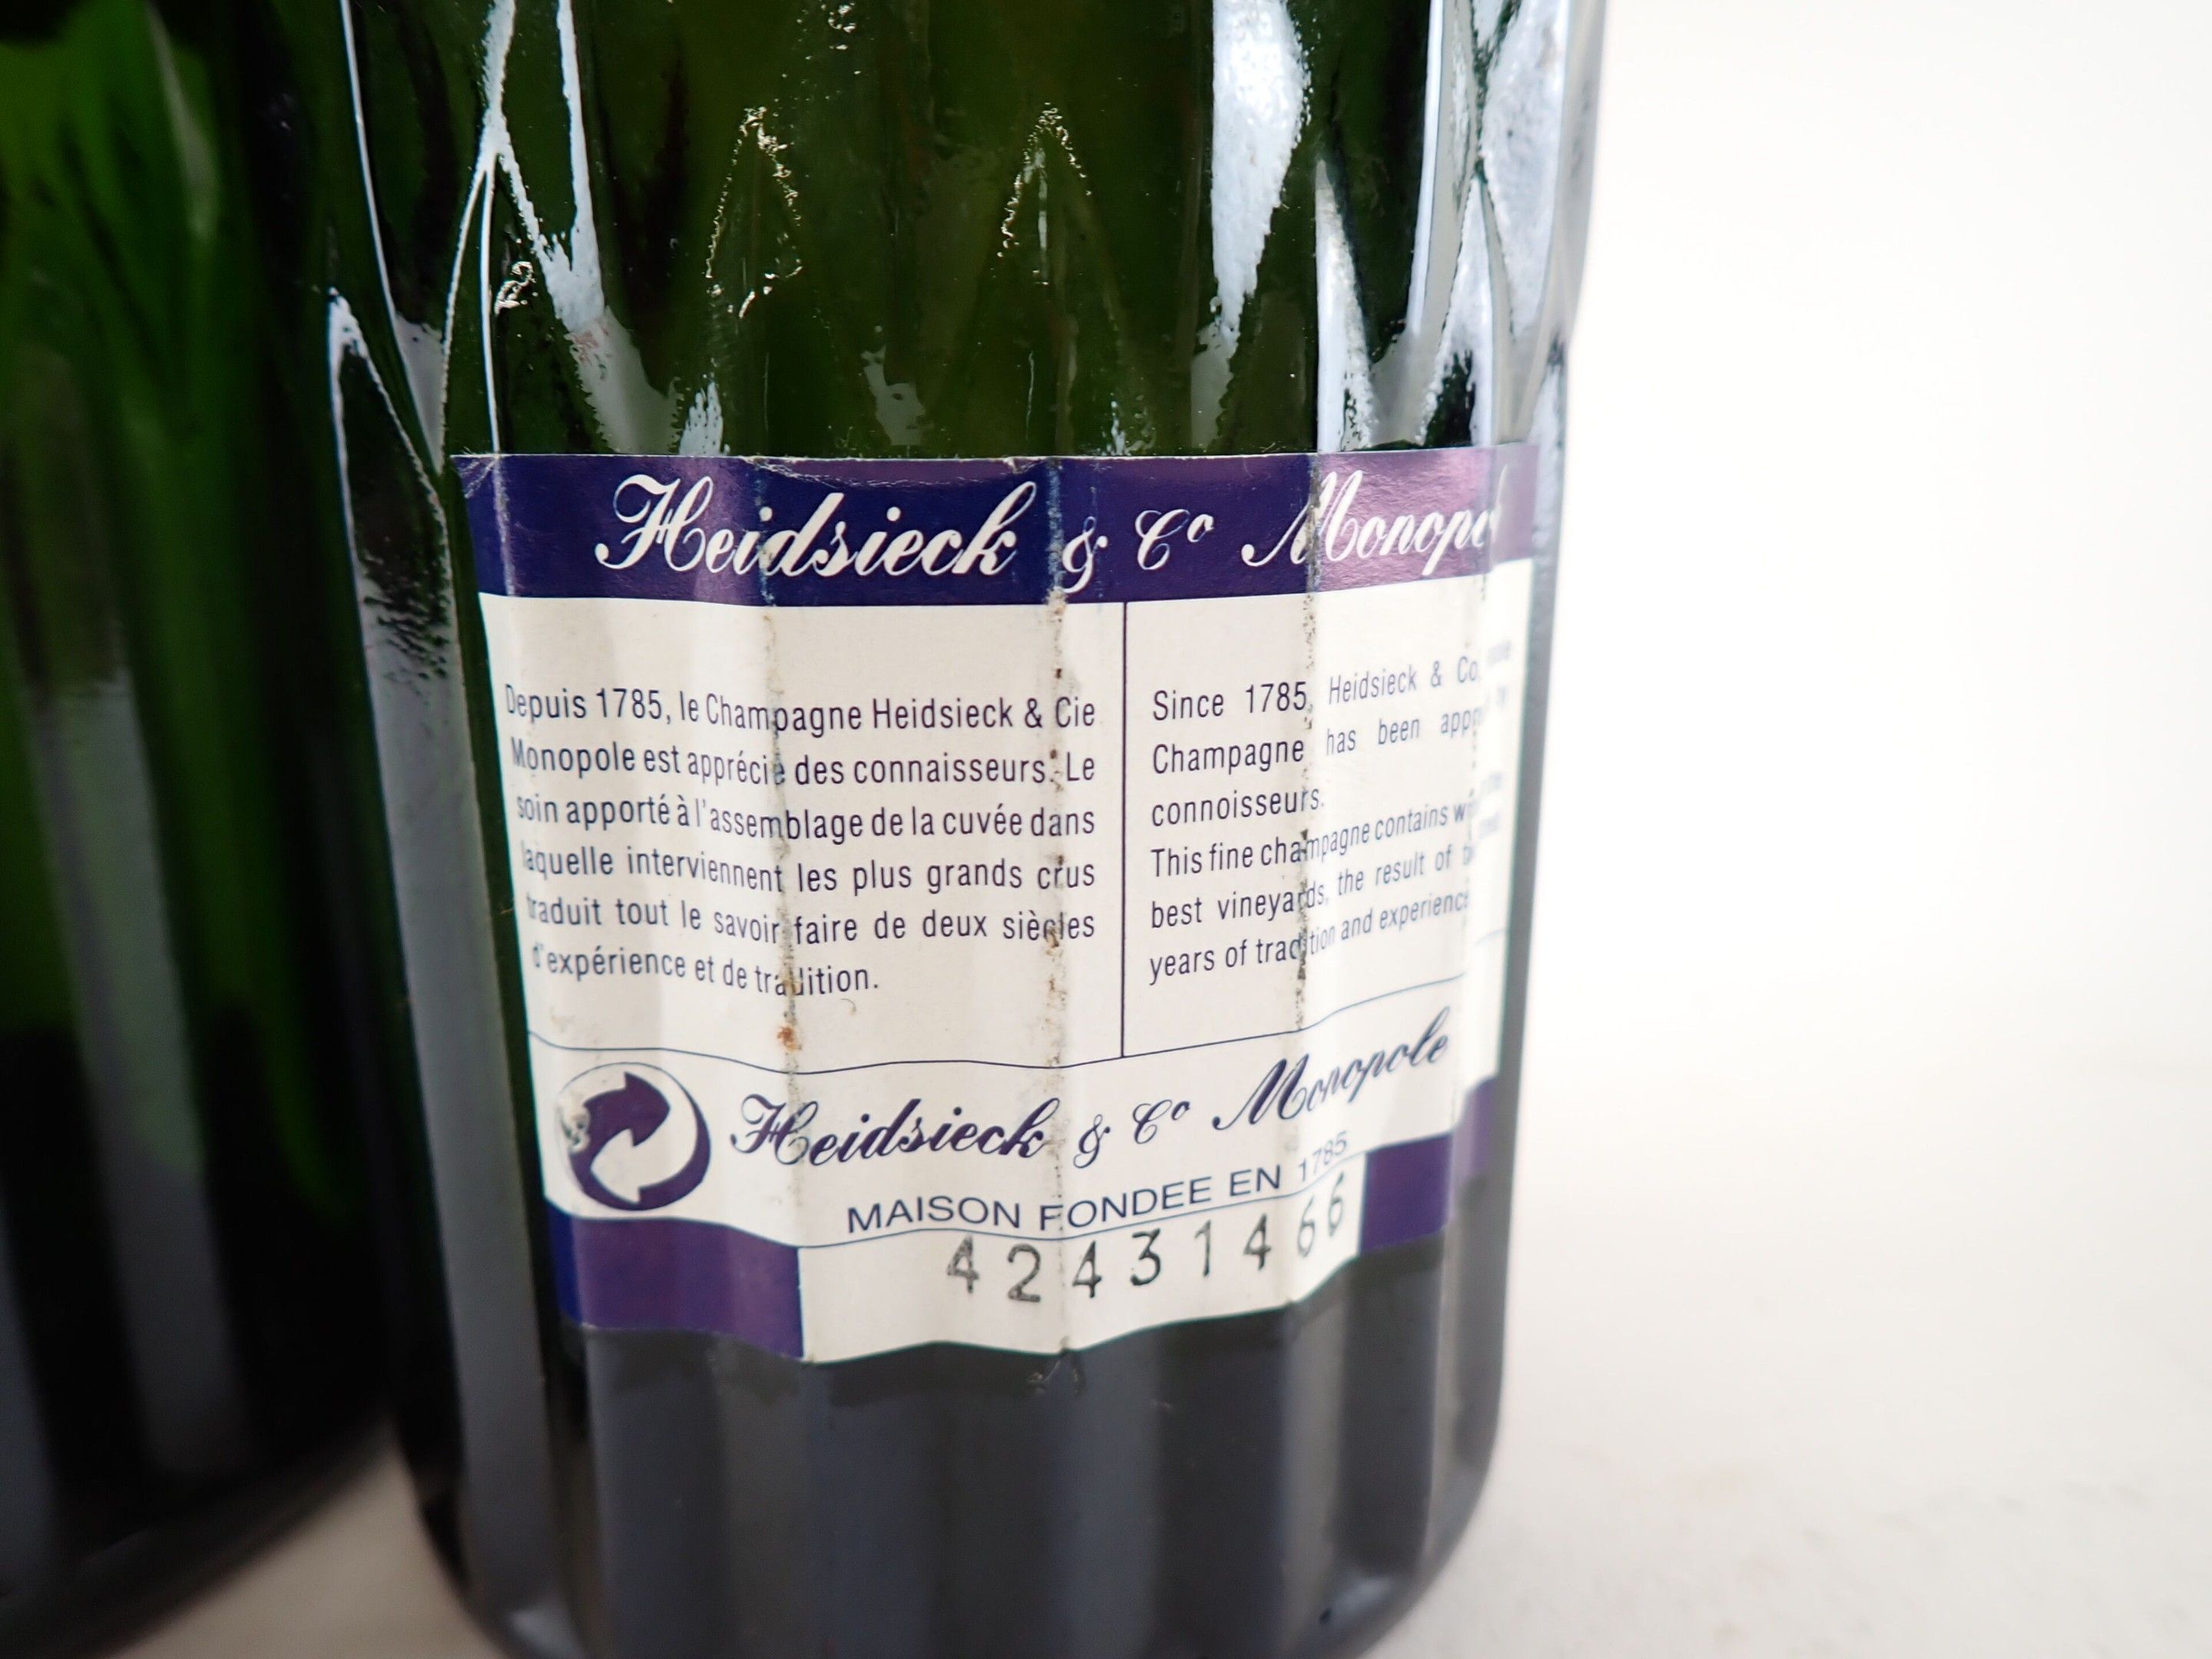 Heidsieck & Cº Monopol
Depuis 1785, le Champagne Heidsieck & Cie
Monopole est apprécié des connaisseurs. Le
soin apporté à l'assemblage de la cuvée dans
laquelle interviennent les plus grands crus
traduit tout le savoir faire de deux siècles
d'expérience et de tradition.
Since 1785, Heidsieck & Co
Champagne has been
connoisseurs.
This fine champagne contains
best vineyards, the result of
years of tradition and experience
Heidsieck & Cº Monopole
MAISON FONDEE EN 1785
42431466